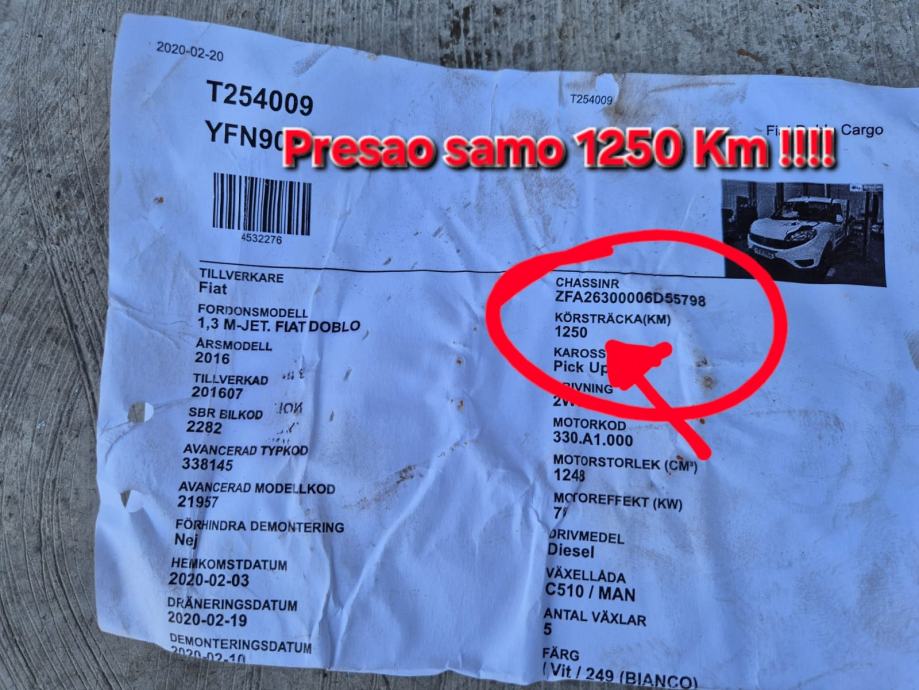 2020-02-20
T254009
T254009
Fiat Cargo
Presao samo 1250 Km !!!!
4532276
TILLVERKARE
Fiat
FORDONSMODELL
1,3 M-JET. FIAT DOBLO
ÅRSMODELL
2016
TILLVERKAD
201607
SBR BILKOD
2282
AVANCERAD TYPKOD
338145
AVANCERAD MODELLKOD
21957
FÖRHINDRA DEMONTERING
Nej
HEMKOMSTDATUM
2020-02-03
DRÄNERINGSDATUM
2020-02-19
DEMONTERINGSDATUM
CHASSINR
ZFA26300006D55798
KÖRSTRÄCKA(KM)
1250
Pick Up
MOTORKOD
330.A1.000
MOTORSTORLEK (CM³)
1248
MOTOREFFEKT (KW)
DRIVMEDEL
Diesel
VÄXELLÅDA
C510 / MAN
ANTAL VÄXLAR
5
FÄRG
/ Vit / 249 (BIANCO)